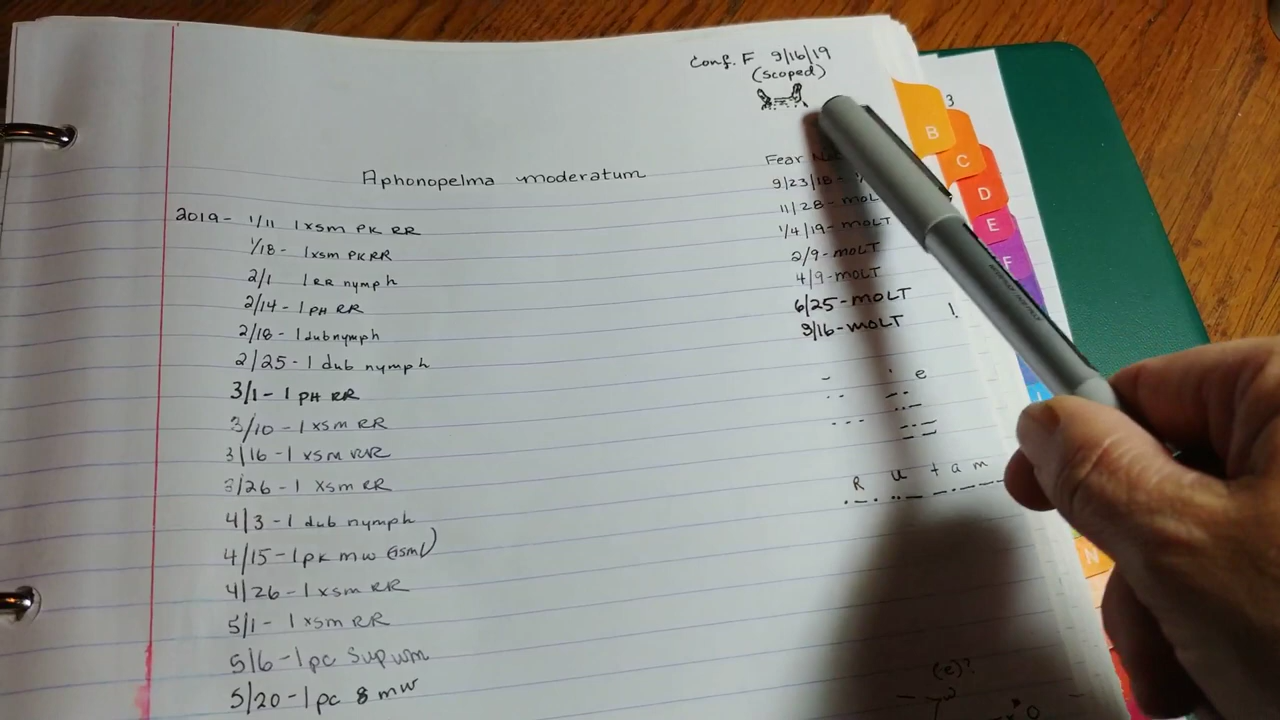 Conf. F 9/16/19
(scoped)
Aphonopelma moderatum
2019- 1/11 1 xsm PK RR
1/18- 1xsm PKRR
2/1 1 RR nymph
2/14- 1 PH RR
2/18- 1 dub nymph
2/25- 1 dub nymph
3/1- 1 PH RR
3/10- 1 xsm RR
3/16- 1 xsm RR
3/26- 1 xsm RR
4/3- 1 dub nymph
4/15- 1 pk mw (sml)
4/26- 1 xsm RR
5/1- 1 xsm RR
5/6- 1 pc Sup wm
5/20- 1 pc 8 mw
Fear
9/23/18-
11/28- MOLT
1/4/19- MOLT
2/9- MOLT
4/9- MOLT
6/25- MOLT
9/16- MOLT !
e
R u t a m
(e)?
3
B
C
D
E
F
N